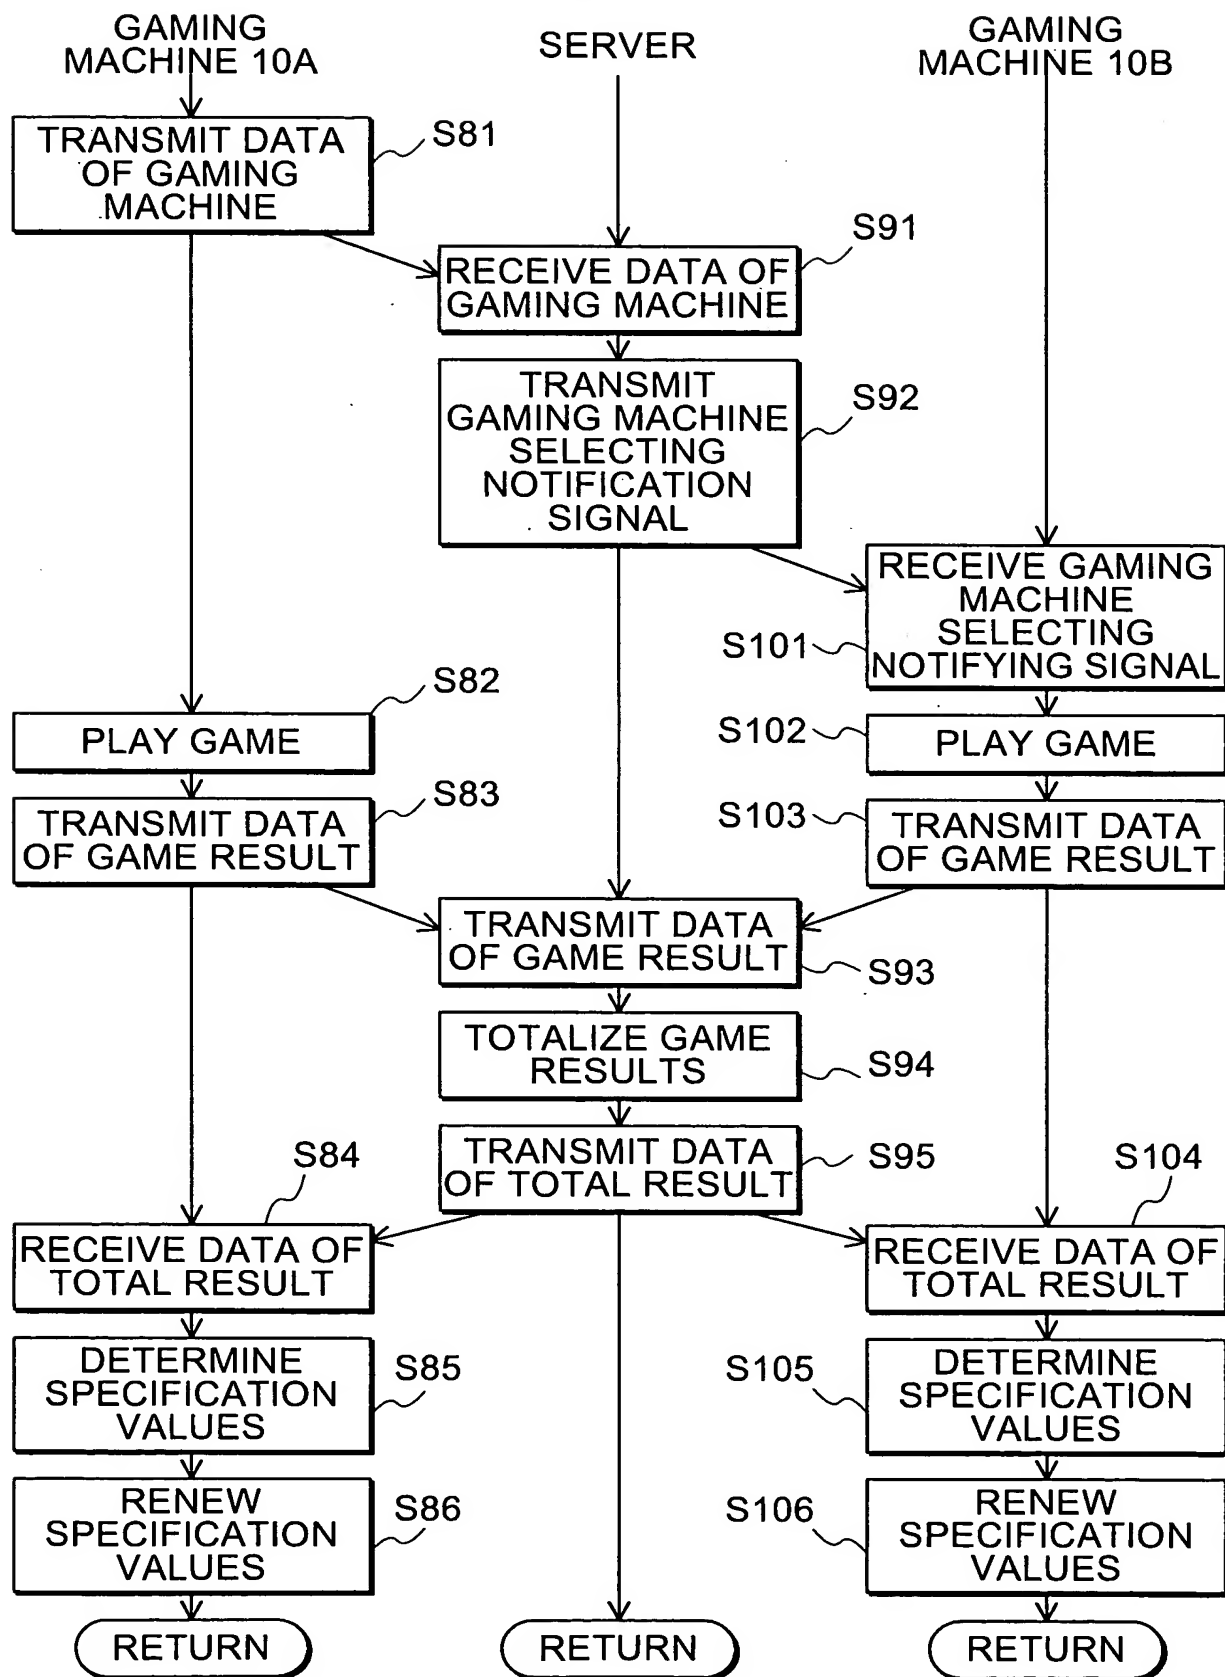 GAMING
MACHINE 10A
SERVER
GAMING
MACHINE 10B
TRANSMIT DATA
OF GAMING
MACHINE
S81
RECEIVE DATA OF
GAMING MACHINE
S91
TRANSMIT
GAMING MACHINE
SELECTING
NOTIFICATION
SIGNAL
S92
RECEIVE GAMING
MACHINE
SELECTING
NOTIFYING SIGNAL
S101
PLAY GAME
S82
PLAY GAME
S102
TRANSMIT DATA
OF GAME RESULT
S83
TRANSMIT DATA
OF GAME RESULT
S103
TRANSMIT DATA
OF GAME RESULT
S93
TOTALIZE GAME
RESULTS
S94
TRANSMIT DATA
OF TOTAL RESULT
S95
S84
RECEIVE DATA OF
TOTAL RESULT
S104
RECEIVE DATA OF
TOTAL RESULT
DETERMINE
SPECIFICATION
VALUES
S85
S105
DETERMINE
SPECIFICATION
VALUES
RENEW
SPECIFICATION
VALUES
S86
S106
RENEW
SPECIFICATION
VALUES
RETURN
RETURN
RETURN